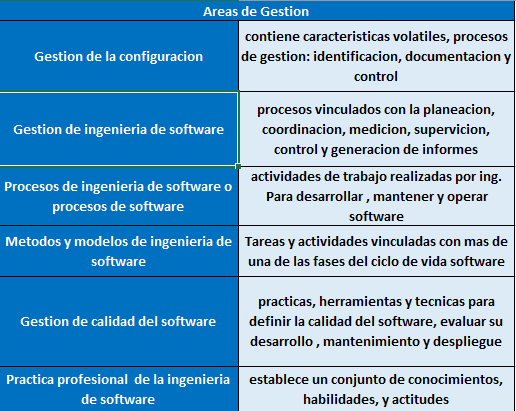 Areas de Gestion
Gestion de la configuracion
contiene caracteristicas volatiles, procesos
de gestion: identificacion, documentacion y
control
Gestion de ingenieria de software
procesos vinculados con la planeacion,
coordinacion, medicion, supervicion,
control y generacion de informes
Procesos de ingenieria de software o
procesos de software
actividades de trabajo realizadas por ing.
Para desarrollar , mantener y operar
software
Metodos y modelos de ingenieria de
software
Tareas y actividades vinculadas con mas de
una de las fases del ciclo de vida software
Gestion de calidad del software
practicas, herramientas y tecnicas para
definir la calidad del software, evaluar su
desarrollo , mantenimiento y despliegue
Practica profesional  de la ingenieria
de software
establece un conjunto de conocimientos,
habilidades, y actitudes